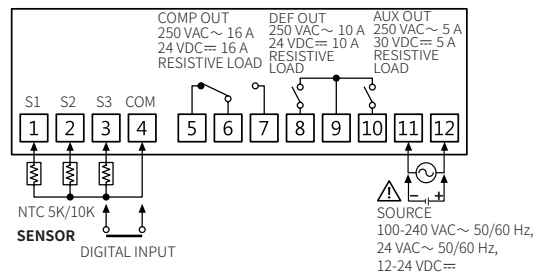 COMP OUT
250 VAC～ 16 A
24 VDC⎓ 16 A
RESISTIVE LOAD
DEF OUT
250 VAC～ 10 A
24 VDC⎓ 10 A
RESISTIVE
LOAD
AUX OUT
250 VAC～ 5 A
30 VDC⎓ 5 A
RESISTIVE
LOAD
S1 S2 S3 COM
1 2 3 4 5 6 7 8 9 10 11 12
NTC 5K/10K
SENSOR
DIGITAL INPUT
− +
SOURCE
100-240 VAC～ 50/60 Hz,
24 VAC～ 50/60 Hz,
12-24 VDC⎓